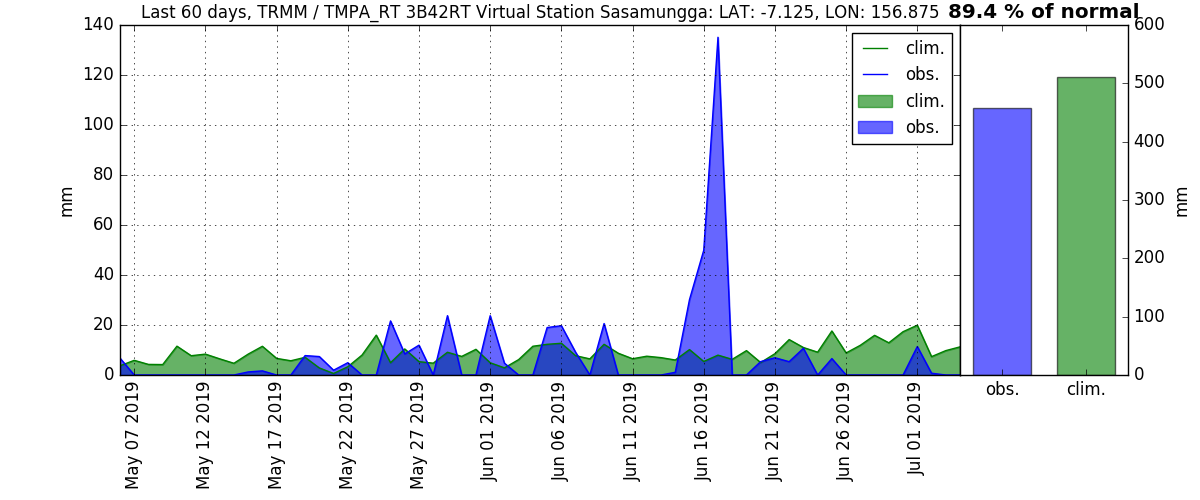 Last 60 days, TRMM / TMPA_RT 3B42RT Virtual Station Sasamungga: LAT: -7.125, LON: 156.875
89.4 % of normal
140
120
100
80
60
40
20
0
mm
clim.
obs.
clim.
obs.
600
500
400
300
200
100
0
mm
obs.
clim.
May 07 2019
May 12 2019
May 17 2019
May 22 2019
May 27 2019
Jun 01 2019
Jun 06 2019
Jun 11 2019
Jun 16 2019
Jun 21 2019
Jun 26 2019
Jul 01 2019